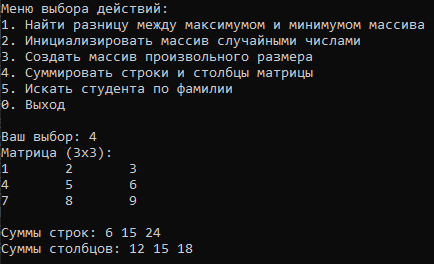 Меню выбора действий:
1. Найти разницу между максимумом и минимумом массива
2. Инициализировать массив случайными числами
3. Создать массив произвольного размера
4. Суммировать строки и столбцы матрицы
5. Искать студента по фамилии
0. Выход
Ваш выбор: 4
Матрица (3x3):
1 2 3
4 5 6
7 8 9
Суммы строк: 6 15 24
Суммы столбцов: 12 15 18